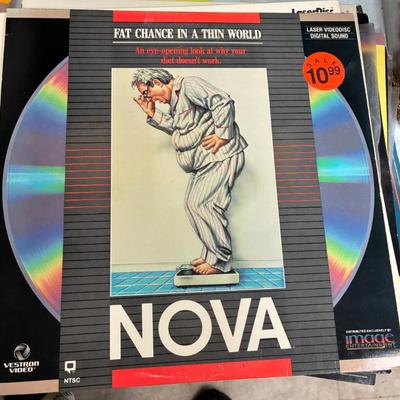 LaserDisc
FAT CHANCE IN A THIN WORLD
An eye-opening look at why your
diet doesn't work.
LASER VIDEODISC
DIGITAL SOUND
SALE
10.99
NOVA
VESTRON
VIDEO
NTSC
DISTRIBUTED EXCLUSIVELY BY
image
ENTERTAINMENT